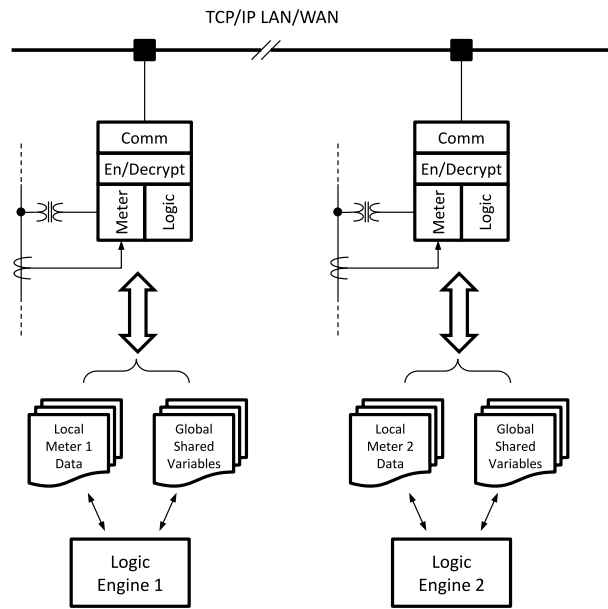 TCP/IP LAN/WAN
Comm
En/Decrypt
Meter
Logic
Comm
En/Decrypt
Meter
Logic
Local
Meter 1
Data
Global
Shared
Variables
Local
Meter 2
Data
Global
Shared
Variables
Logic
Engine 1
Logic
Engine 2